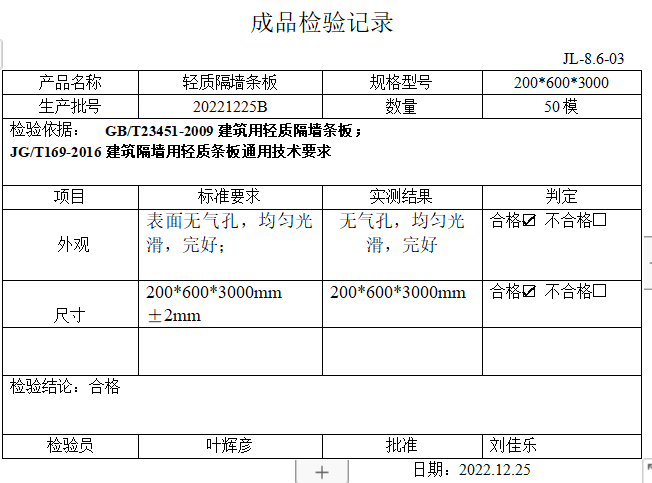 成品检验记录
JL-8.6-03
产品名称 轻质隔墙条板 规格型号 200*600*3000
生产批号 20221225B 数量 50模
检验依据： GB/T23451-2009 建筑用轻质隔墙条板；
JG/T169-2016 建筑隔墙用轻质条板通用技术要求
项目 标准要求 实测结果 判定
外观 表面无气孔，均匀光 无气孔，均匀光 合格☑ 不合格☐
滑，完好； 滑，完好
尺寸 200*600*3000mm 200*600*3000mm 合格☑ 不合格☐
±2mm
检验结论：合格
检验员 叶辉彦 批准 刘佳乐
日期：2022.12.25